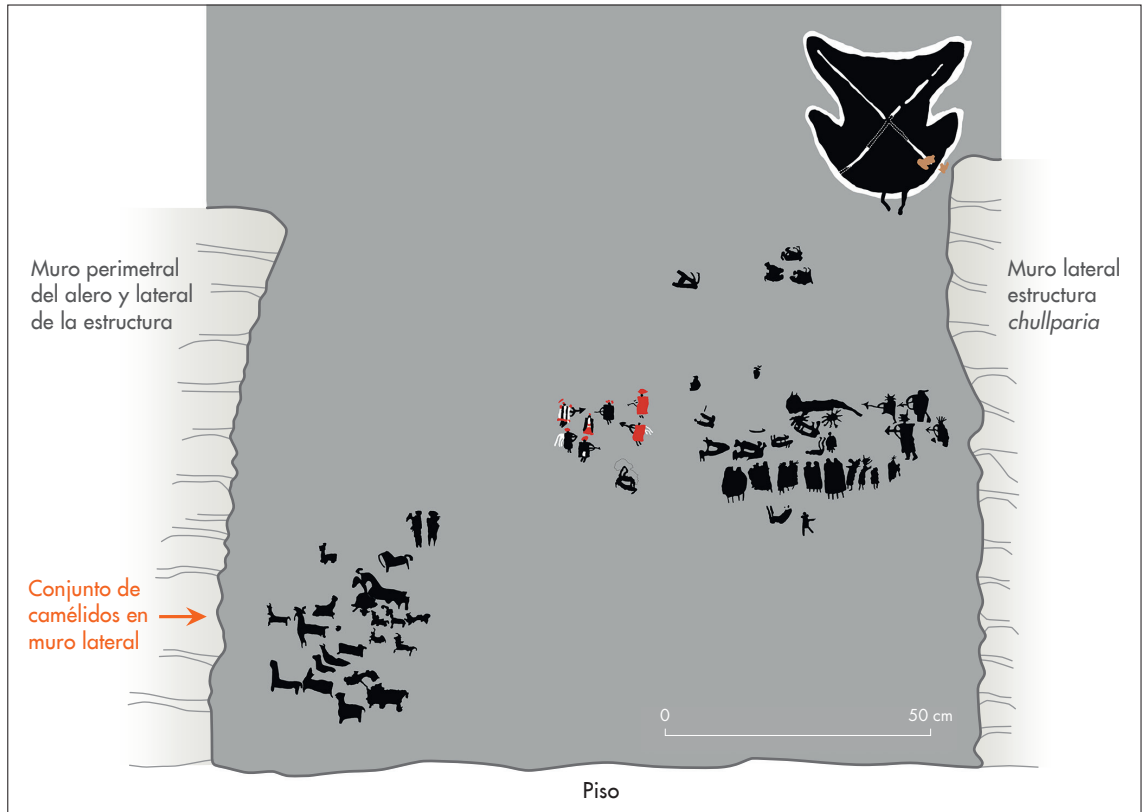 Muro perimetral
del alero y lateral
de la estructura
Muro lateral
estructura
chullparia
Conjunto de
camélidos en
muro lateral
0
50 cm
Piso